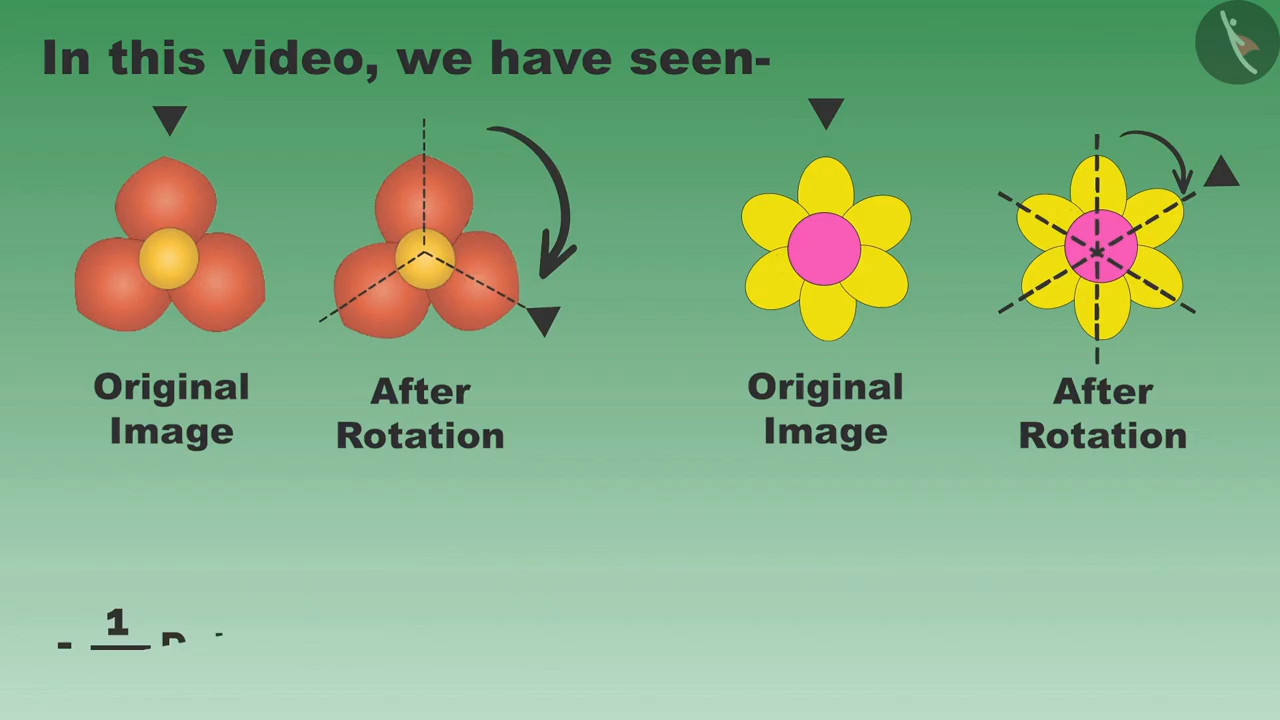 In this video, we have seen-
Original
Image
After
Rotation
Original
Image
After
Rotation
- 1